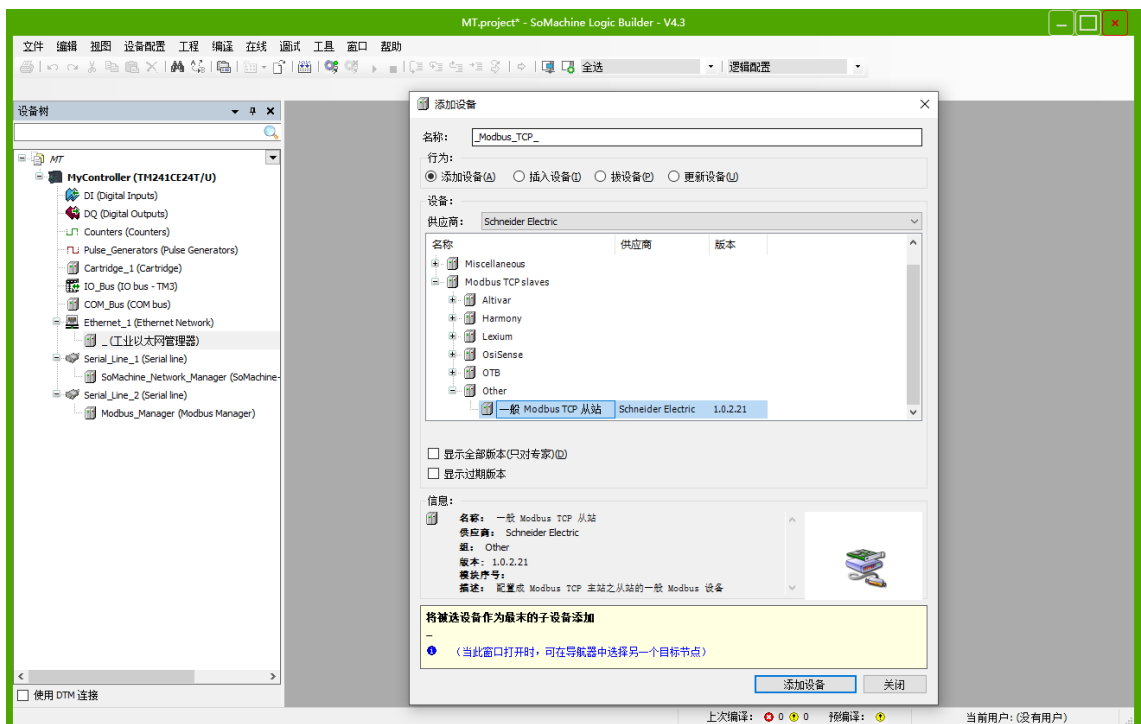 MT.project* - SoMachine Logic Builder - V4.3
文件 编辑 视图 设备配置 工程 编译 在线 调试 工具 窗口 帮助
全选 逻辑配置
设备树
MT
MyController (TM241CE24T/U)
DI (Digital Inputs)
DQ (Digital Outputs)
Counters (Counters)
Pulse_Generators (Pulse Generators)
Cartridge_1 (Cartridge)
IO_Bus (IO bus - TM3)
COM_Bus (COM bus)
Ethernet_1 (Ethernet Network)
_ (工业以太网管理器)
Serial_Line_1 (Serial line)
SoMachine_Network_Manager (SoMachine-
Serial_Line_2 (Serial line)
Modbus_Manager (Modbus Manager)
使用 DTM 连接
添加设备
名称: _Modbus_TCP_
行为:
添加设备(A) 插入设备(I) 拨设备(P) 更新设备(U)
设备:
供应商: Schneider Electric
名称 供应商 版本
Miscellaneous
Modbus TCP slaves
Altivar
Harmony
Lexium
OsiSense
OTB
Other
一般 Modbus TCP 从站 Schneider Electric 1.0.2.21
显示全部版本(只对专家)(D)
显示过期版本
信息:
名称: 一般 Modbus TCP 从站
供应商: Schneider Electric
组: Other
版本: 1.0.2.21
模块序号:
描述: 配置成 Modbus TCP 主站之从站的一般 Modbus 设备
将被选设备作为最末的子设备添加
_
(当此窗口打开时，可在导航器中选择另一个目标节点)
添加设备 关闭
上次编译: 0 0 预编译: 当前用户: (没有用户)